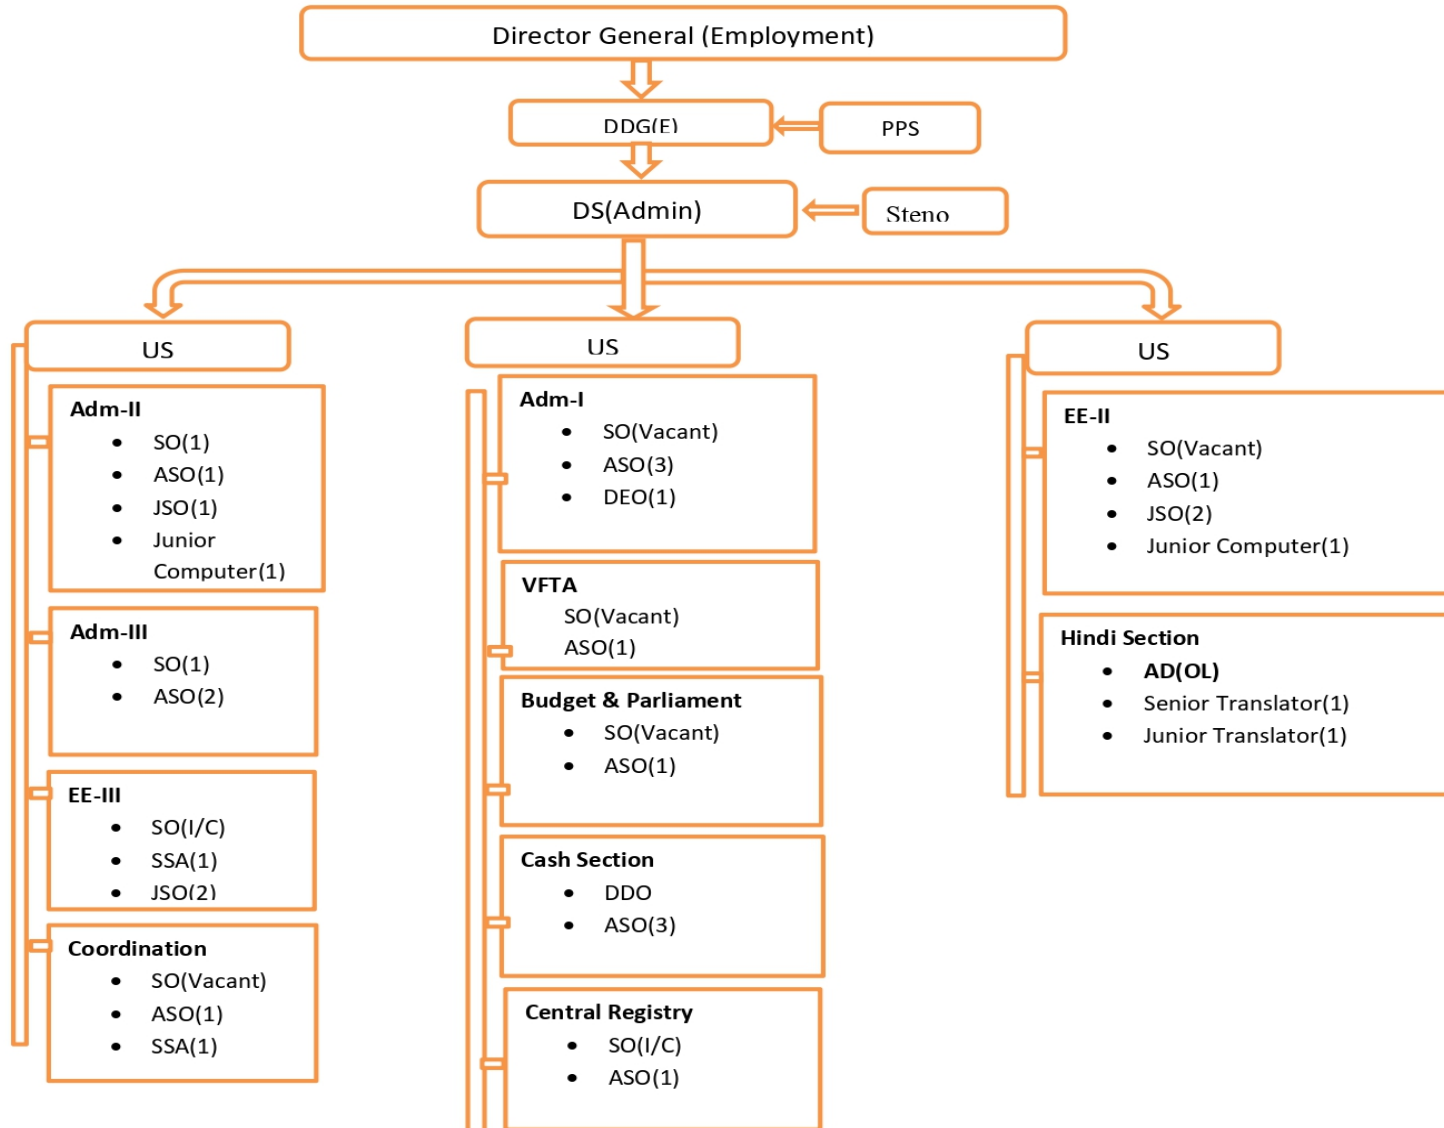 Director General (Employment)
DDG(E)
PPS
DS(Admin)
Steno
US
Adm-II
• SO(1)
• ASO(1)
• JSO(1)
• Junior
Computer(1)
Adm-III
• SO(1)
• ASO(2)
EE-III
• SO(I/C)
• SSA(1)
• JSO(2)
Coordination
• SO(Vacant)
• ASO(1)
• SSA(1)
US
Adm-I
• SO(Vacant)
• ASO(3)
• DEO(1)
VFTA
SO(Vacant)
ASO(1)
Budget & Parliament
• SO(Vacant)
• ASO(1)
Cash Section
• DDO
• ASO(3)
Central Registry
• SO(I/C)
• ASO(1)
US
EE-II
• SO(Vacant)
• ASO(1)
• JSO(2)
• Junior Computer(1)
Hindi Section
• AD(OL)
• Senior Translator(1)
• Junior Translator(1)